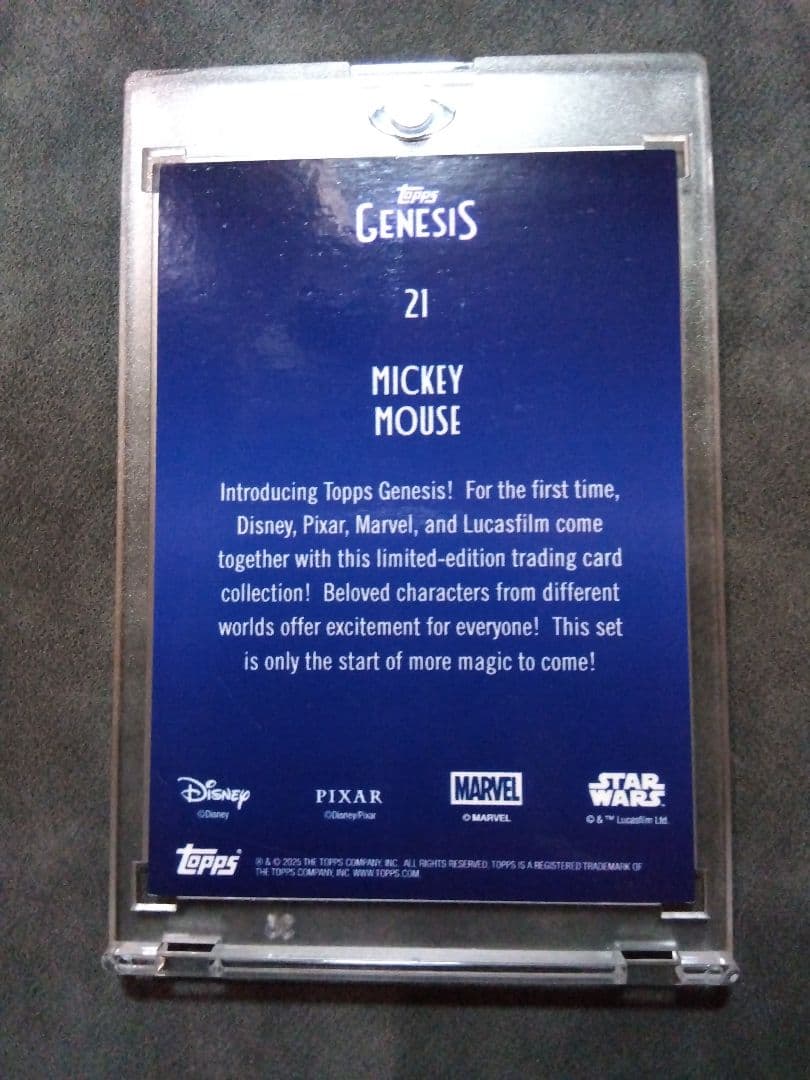 topps
GENESIS
21
MICKEY
MOUSE
Introducing Topps Genesis! For the first time,
Disney, Pixar, Marvel, and Lucasfilm come
together with this limited-edition trading card
collection! Beloved characters from different
worlds offer excitement for everyone! This set
is only the start of more magic to come!
Disney PIXAR MARVEL STAR WARS
©Disney ©Disney/Pixar © MARVEL © & ™ Lucasfilm Ltd.
topps®
® & © 2025 THE TOPPS COMPANY, INC. ALL RIGHTS RESERVED. TOPPS IS A REGISTERED TRADEMARK OF
THE TOPPS COMPANY, INC. WWW.TOPPS.COM